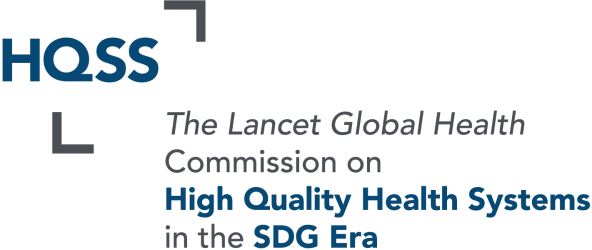 HQSS
The Lancet Global Health
Commission on
High Quality Health Systems
in the SDG Era